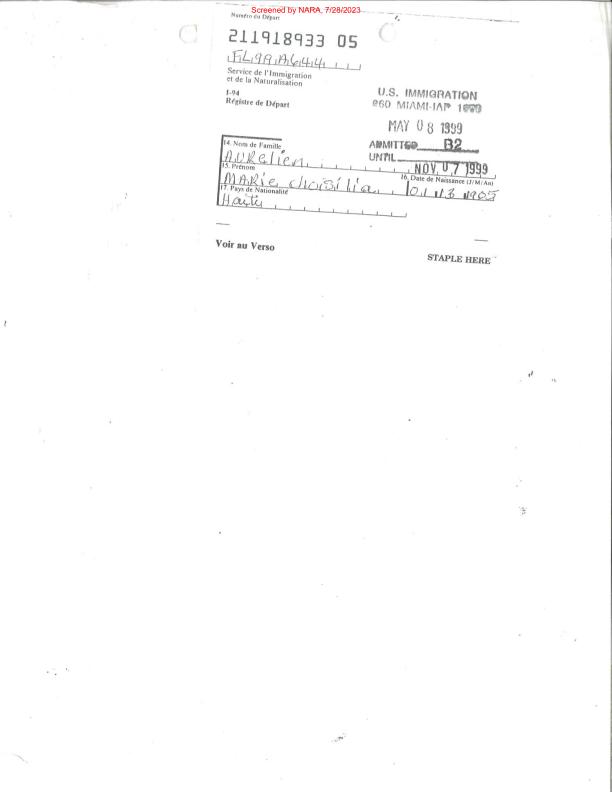 Screened by NARA, 7/28/2023
Numéro du Départ
211918933 05
FL99A644
Service de l'Immigration
et de la Naturalisation
I-94
Régistre de Départ
U.S. IMMIGRATION
260 MIAMI-IAP
MAY 08 1999
ADMITTED B2
UNTIL NOV 07 1999
14. Nom de Famille
AURelien
15. Prénom
16. Date de Naissance (J/M/An)
MARie choisilia 01 13 1905
17. Pays de Nationalité
Haiti
Voir au Verso
STAPLE HERE